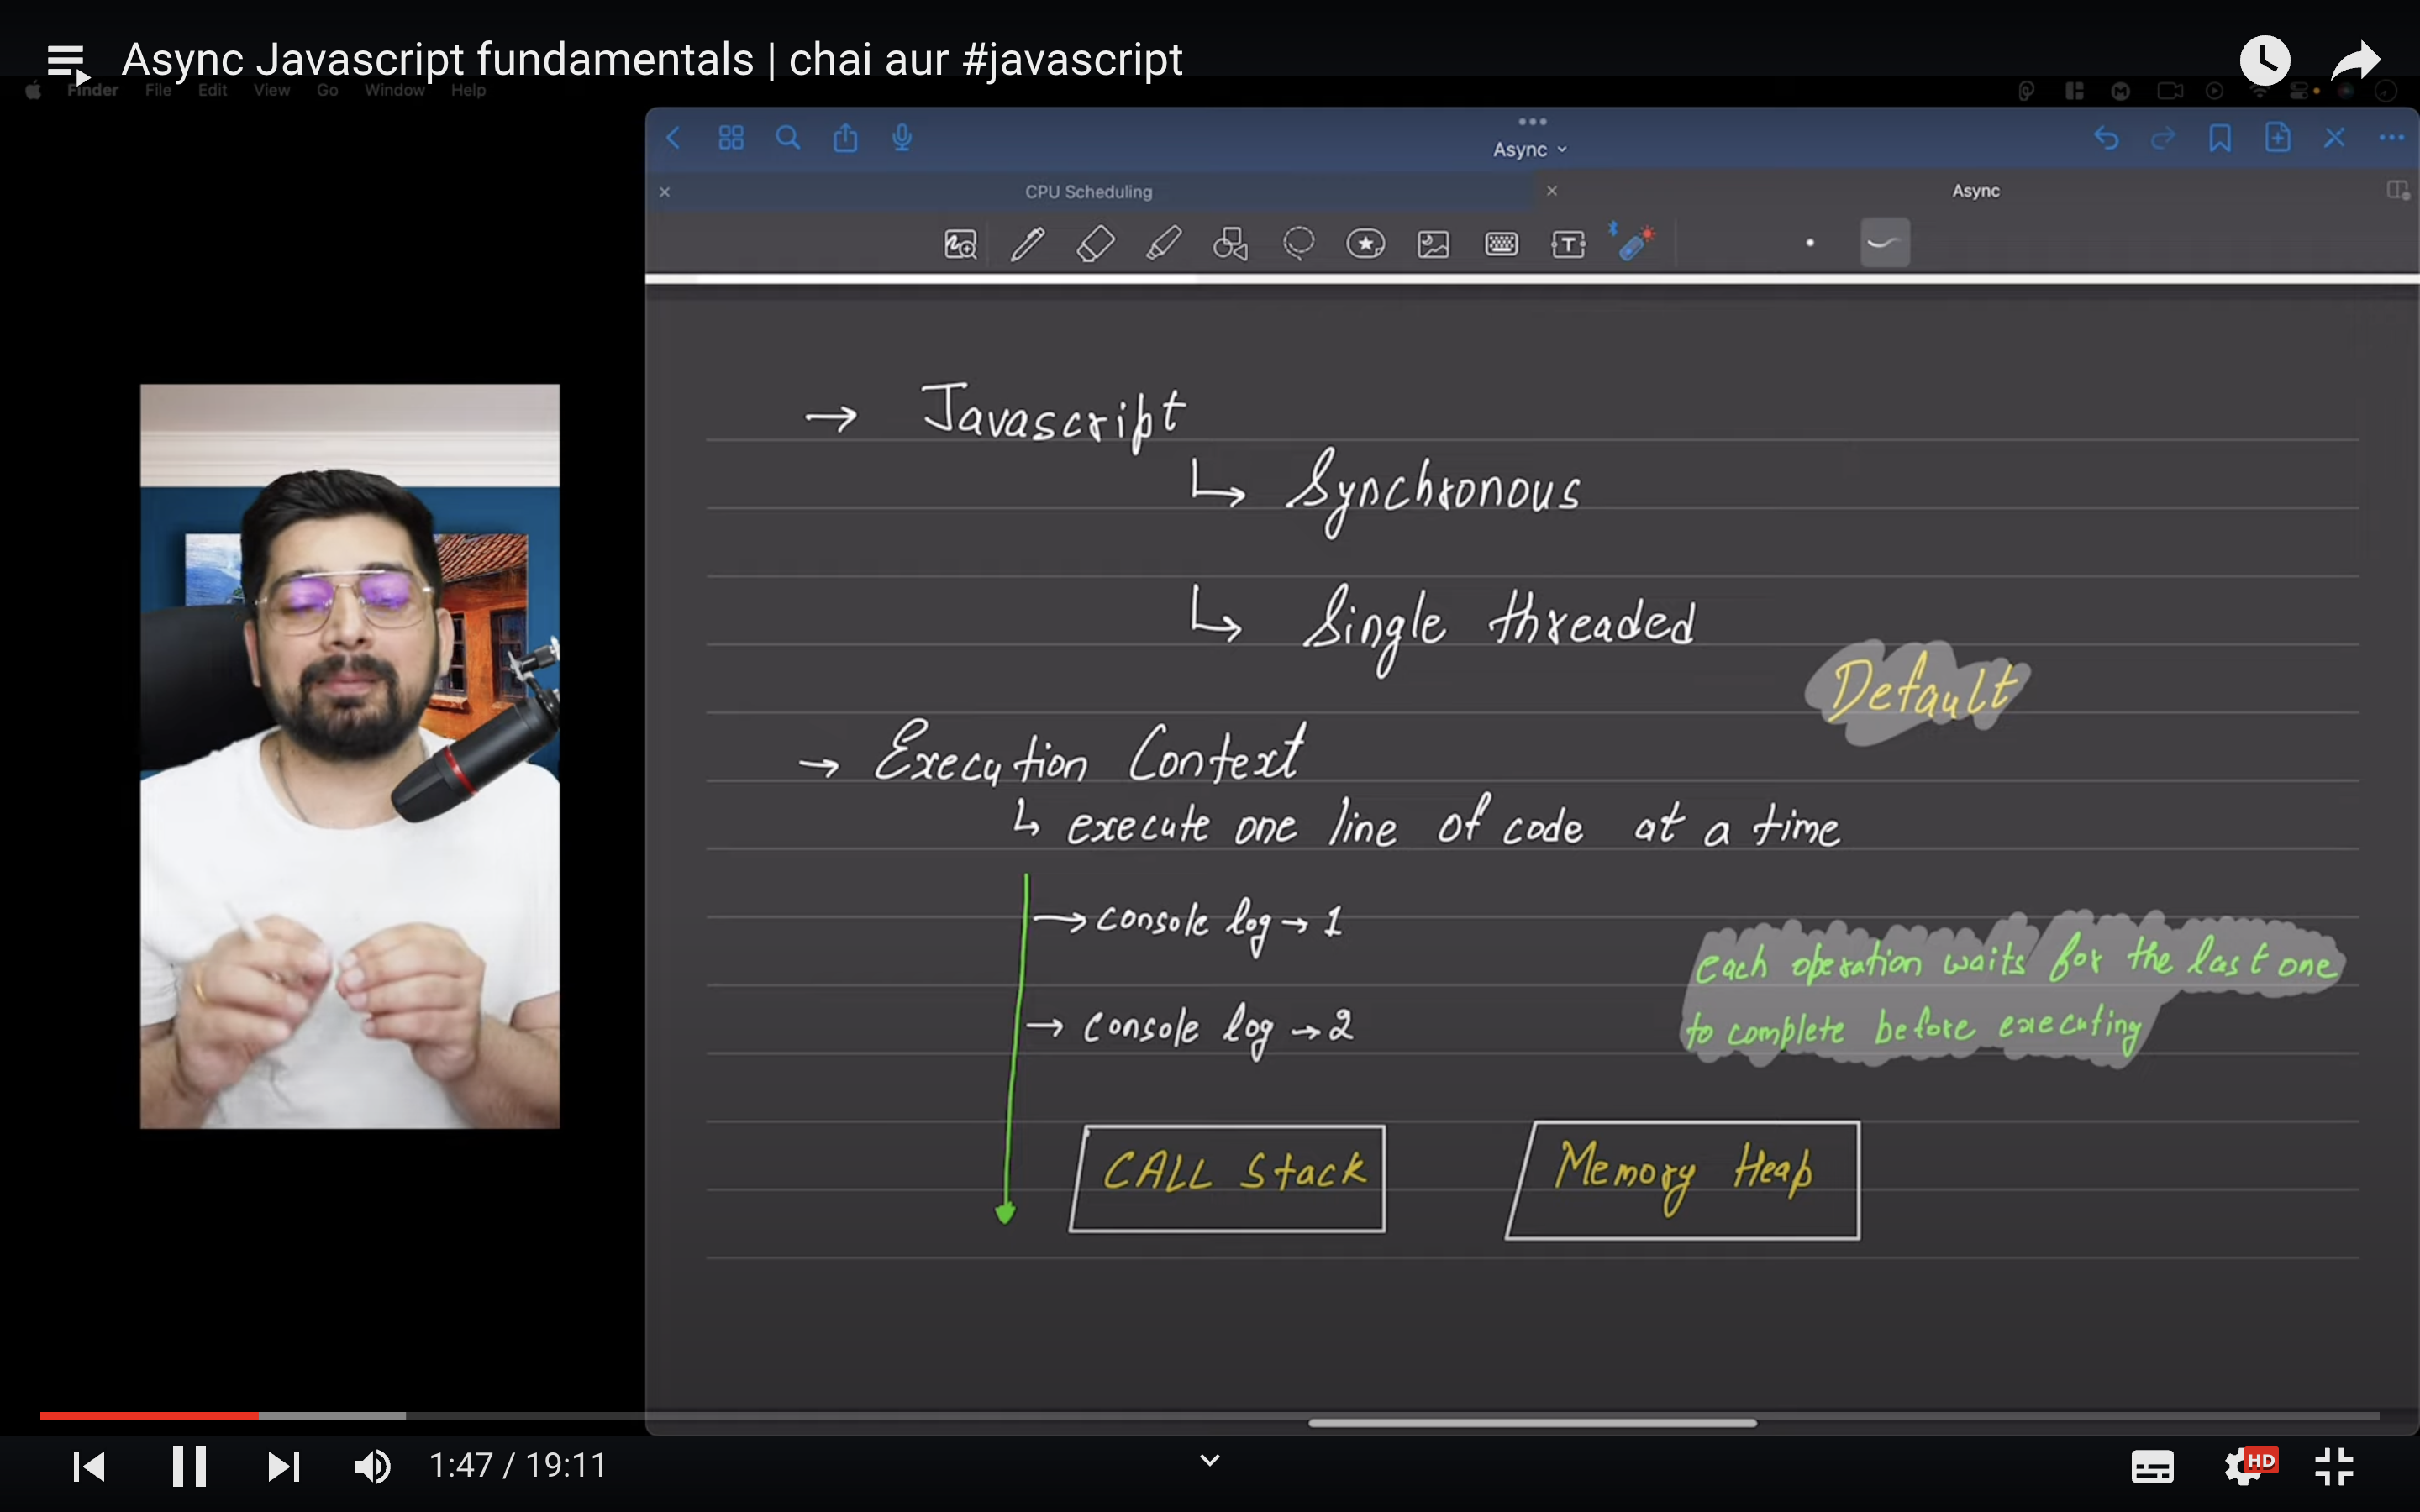 Async Javascript fundamentals | chai aur #javascript
Finder File Edit View Go Window Help
Async
CPU Scheduling
Async
T
→ Javascript
↳ Synchronous
↳ Single threaded
Default
→ Execution Context
↳ execute one line of code at a time
→ console log → 1
each operation waits for the last one
to complete before executing
→ console log → 2
CALL Stack
Memory Heap
1:47 / 19:11
HD